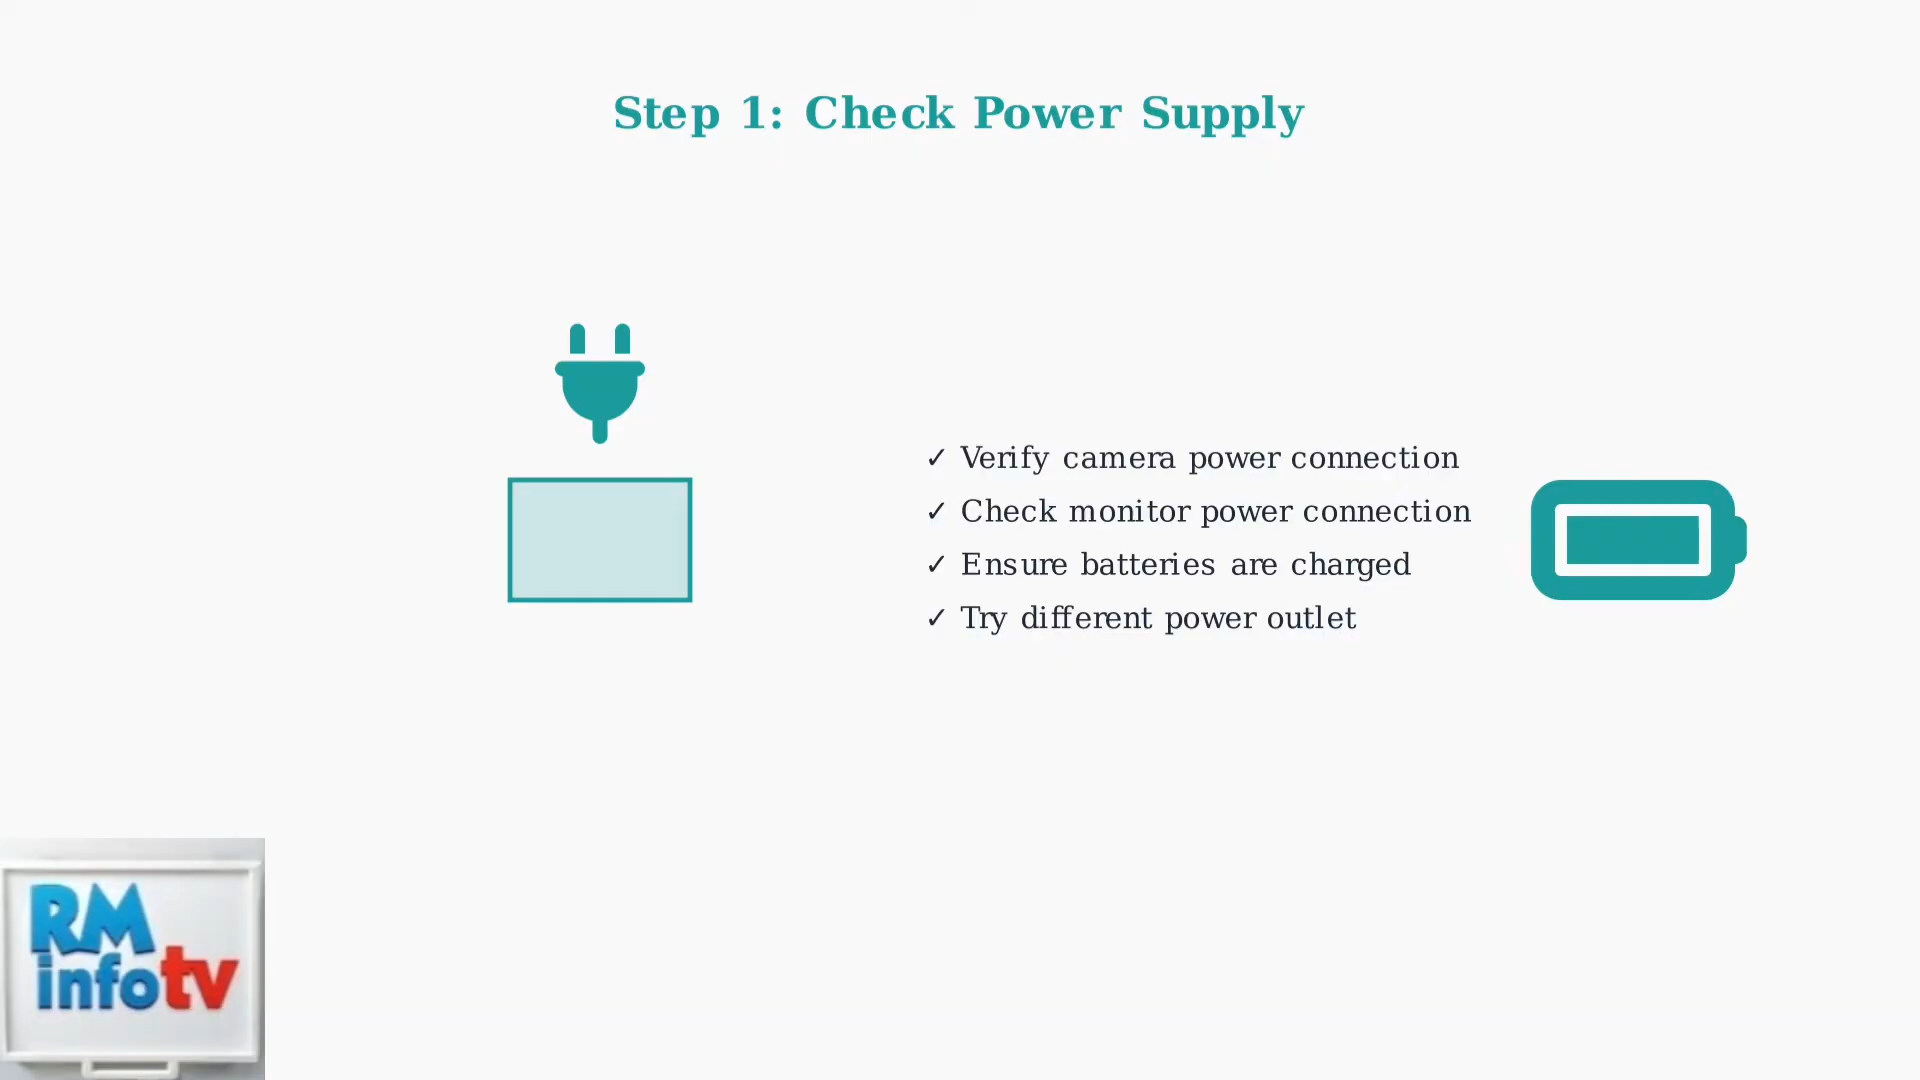 Step 1: Check Power Supply
✓ Verify camera power connection
✓ Check monitor power connection
✓ Ensure batteries are charged
✓ Try different power outlet
RM
infotv